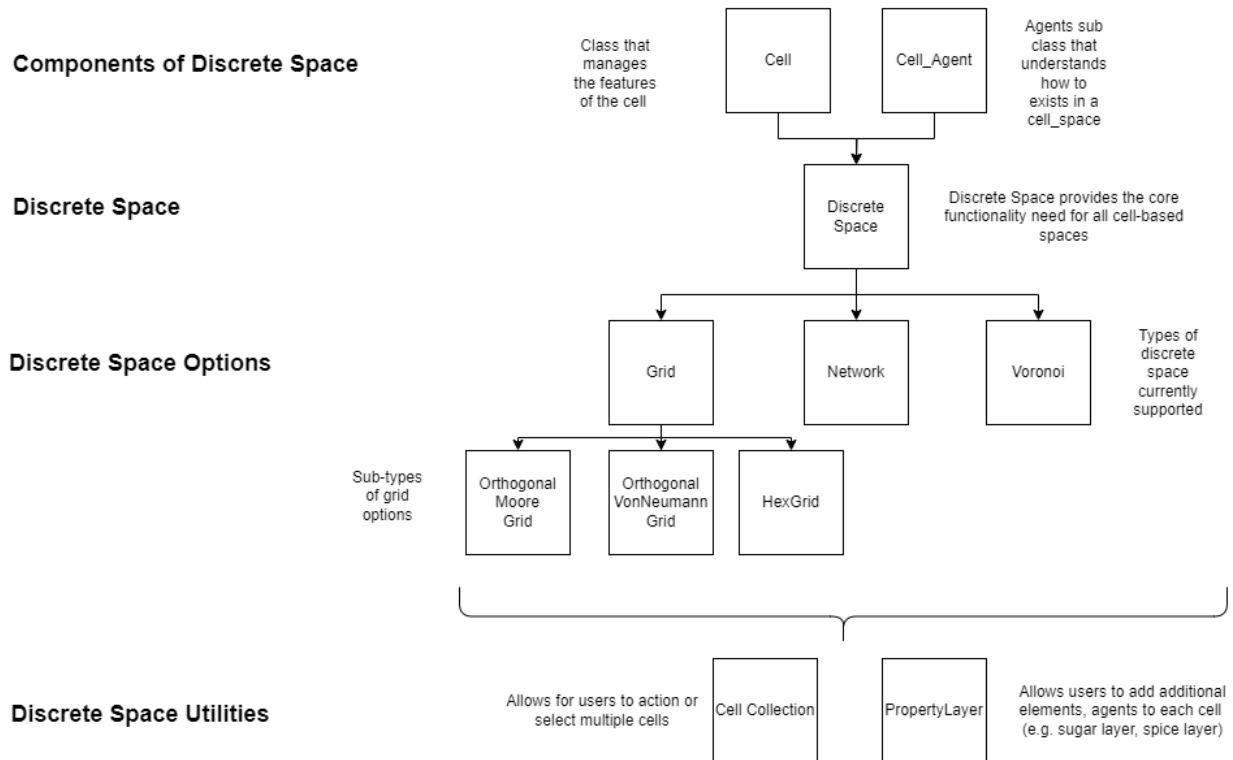 Components of Discrete Space
Class that
manages
the features
of the cell
Cell
Cell_Agent
Agents sub
class that
understands
how to
exists in a
cell_space
Discrete Space
Discrete
Space
Discrete Space provides the core
functionality need for all cell-based
spaces
Discrete Space Options
Grid
Network
Voronoi
Types of
discrete
space
currently
supported
Sub-types
of grid
options
Orthogonal
Moore
Grid
Orthogonal
VonNeumann
Grid
HexGrid
Discrete Space Utilities
Allows for users to action or
select multiple cells
Cell Collection
PropertyLayer
Allows users to add additional
elements, agents to each cell
(e.g. sugar layer, spice layer)